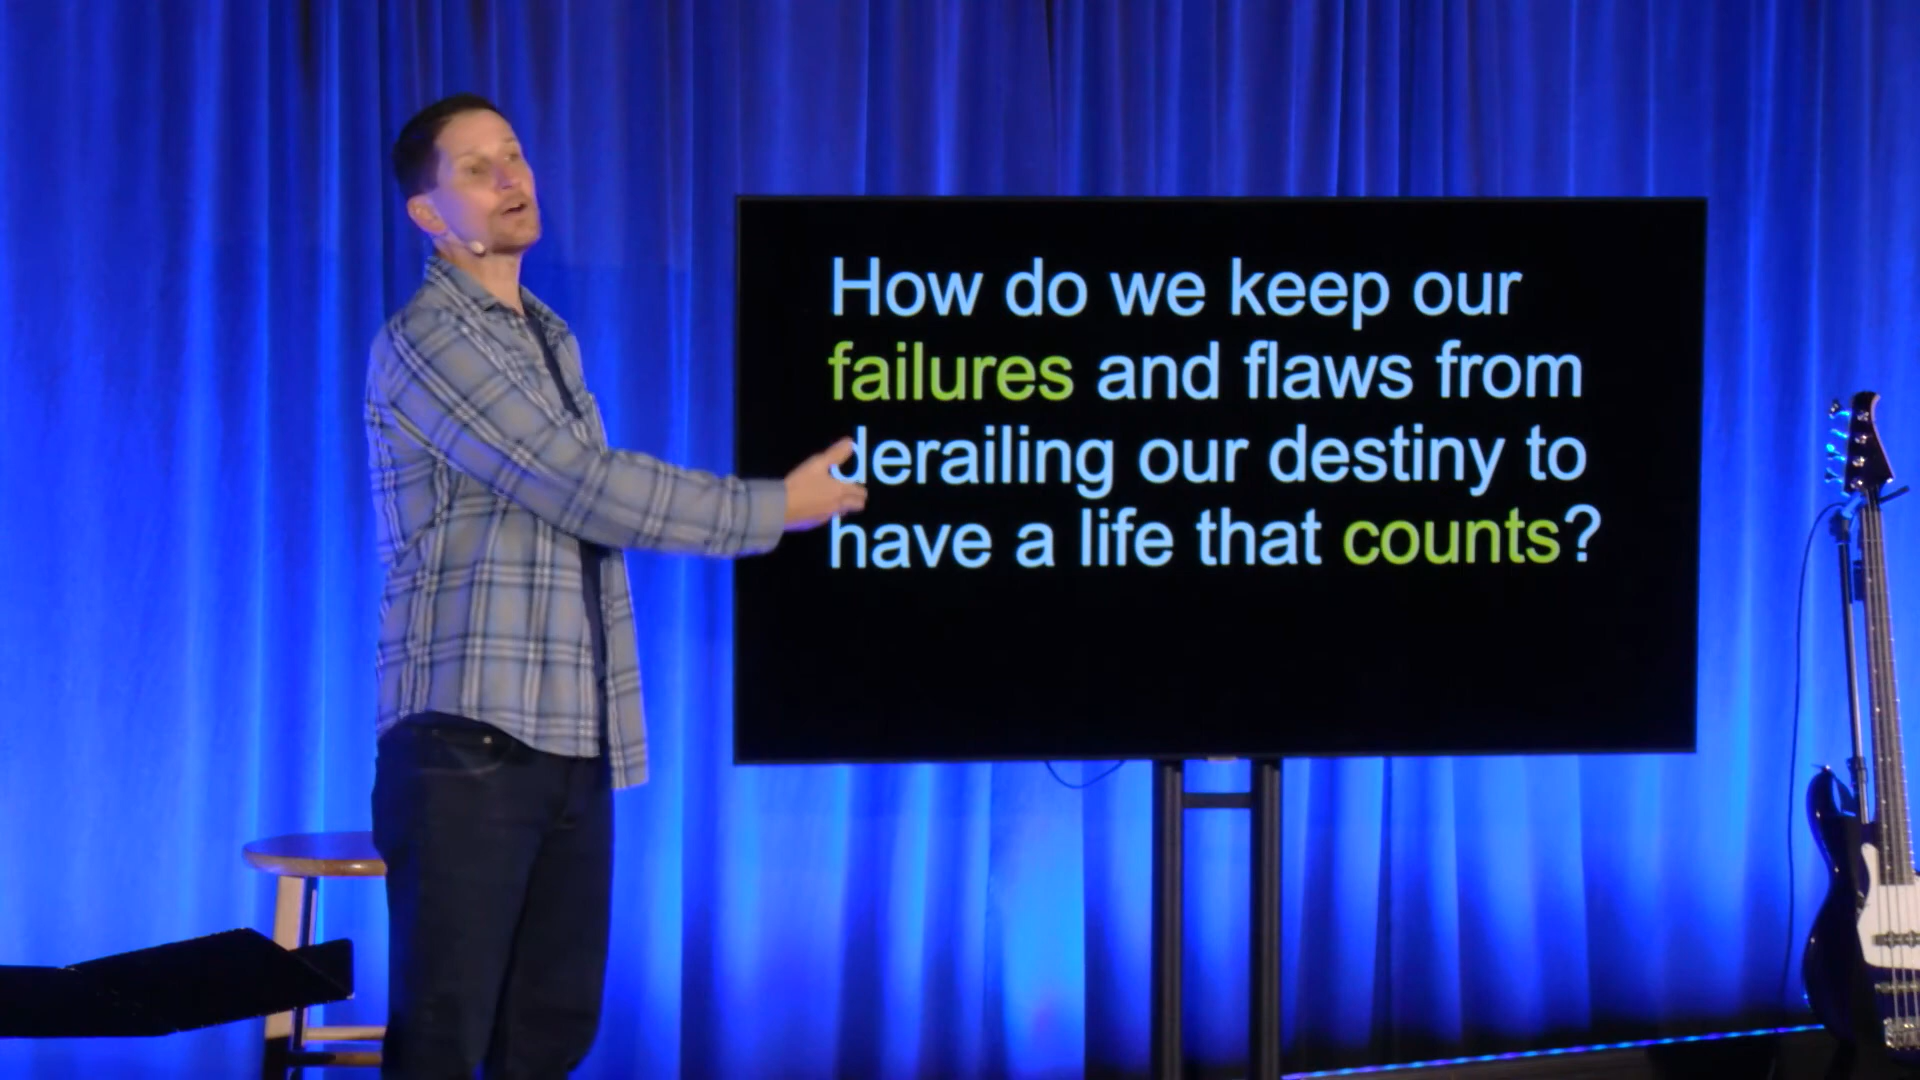 How do we keep our
failures and flaws from
derailing our destiny to
have a life that counts?